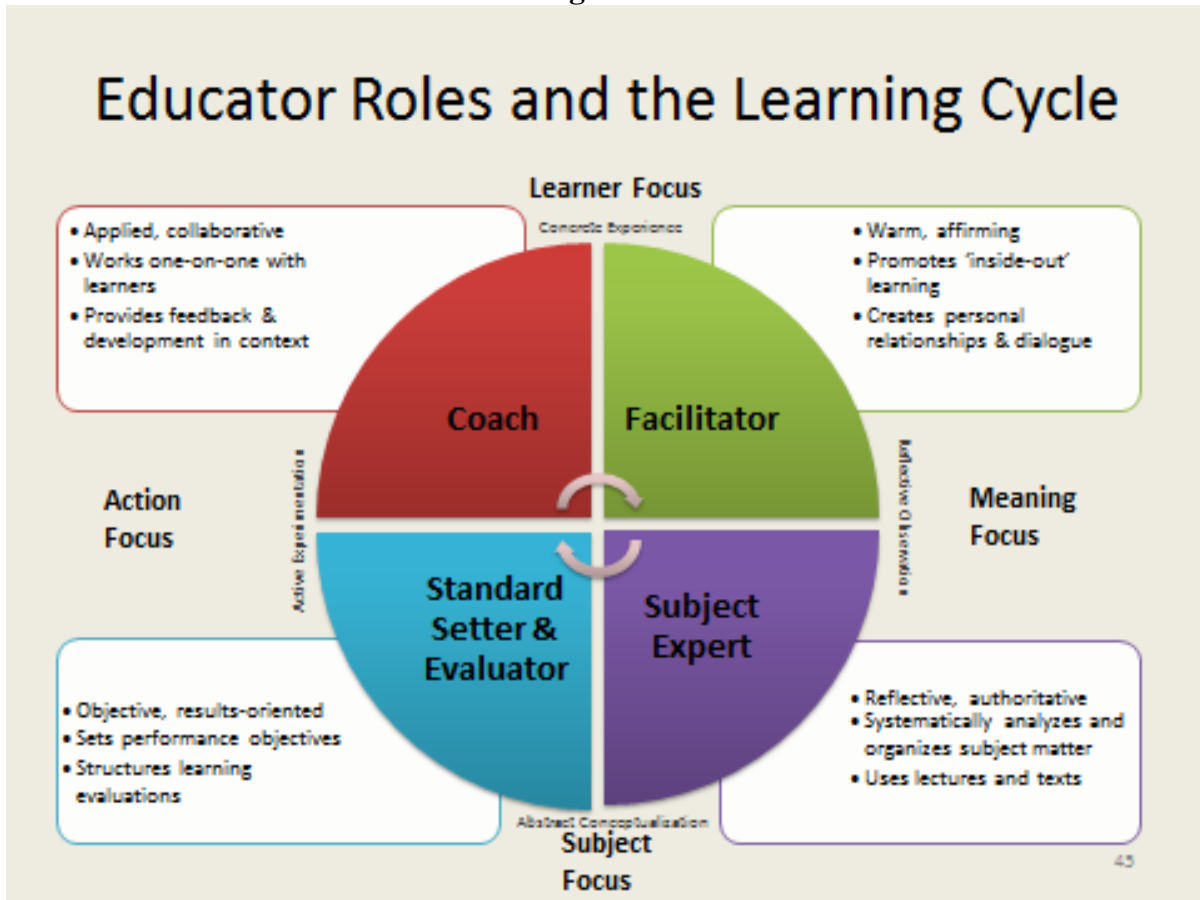 Educator Roles and the Learning Cycle
Learner Focus
Concrete Experience
• Applied, collaborative
• Works one-on-one with
learners
• Provides feedback &
development in context
• Warm, affirming
• Promotes ‘inside-out’
learning
• Creates personal
relationships & dialogue
Coach
Facilitator
Action
Focus
Active Experimentation
Reflective Observation
Meaning
Focus
Standard
Setter &
Evaluator
Subject
Expert
• Objective, results-oriented
• Sets performance objectives
• Structures learning
evaluations
• Reflective, authoritative
• Systematically analyzes and
organizes subject matter
• Uses lectures and texts
Abstract Conceptualisation
Subject
Focus